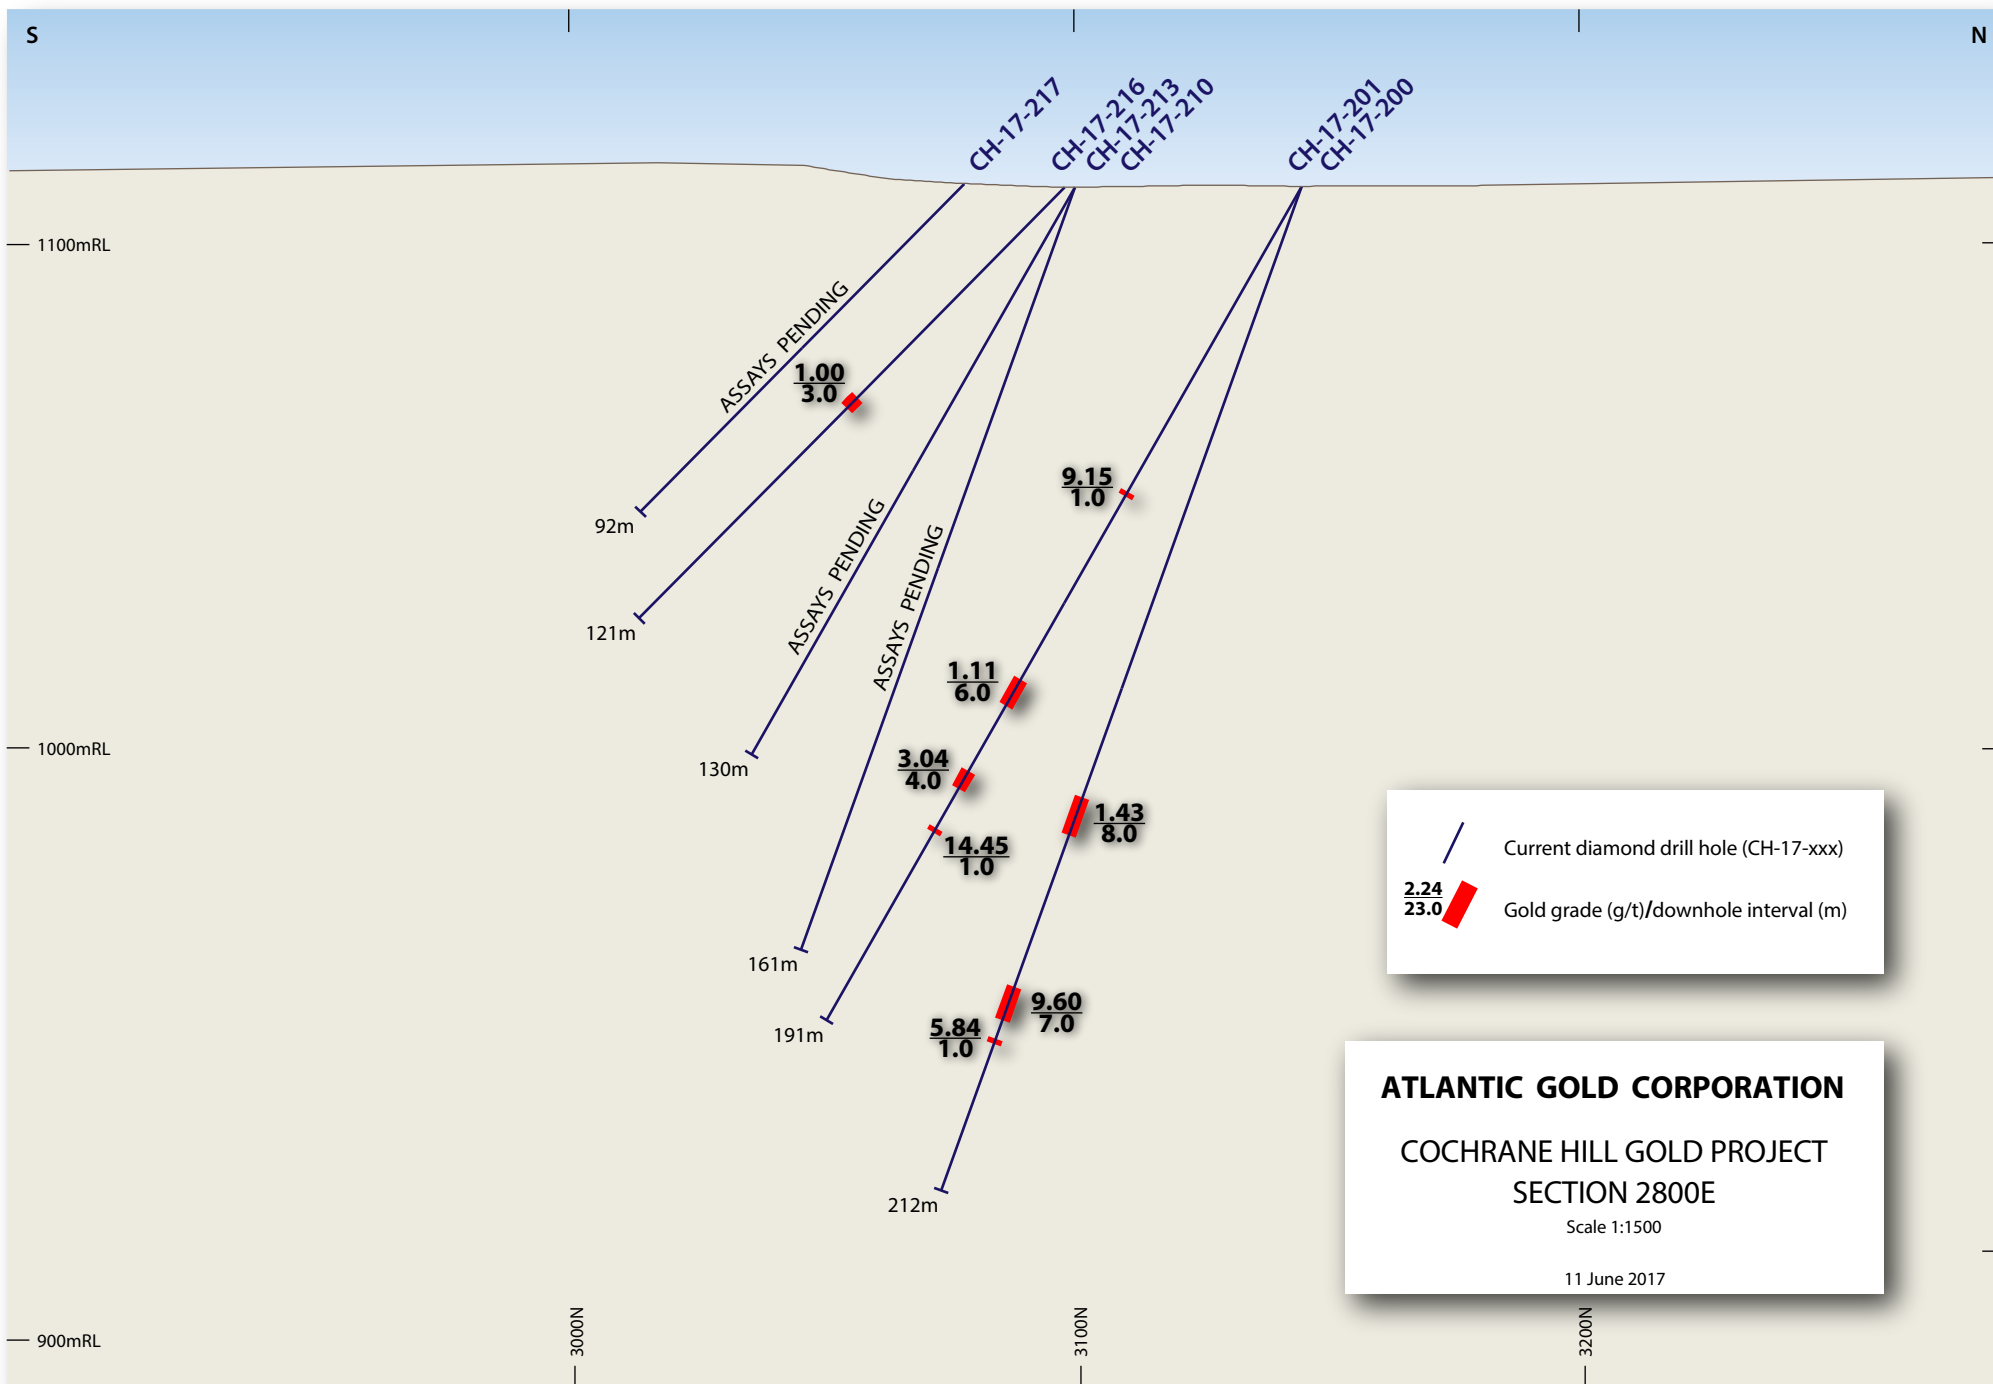 S
N
CH-17-217
CH-17-216
CH-17-213
CH-17-210
CH-17-201
CH-17-200
1100mRL
ASSAYS PENDING
1.00
3.0
9.15
1.0
92m
ASSAYS PENDING
ASSAYS PENDING
121m
1.11
6.0
1000mRL
130m
3.04
4.0
1.43
8.0
14.45
1.0
Current diamond drill hole (CH-17-xxx)
2.24
23.0
Gold grade (g/t)/downhole interval (m)
161m
191m
9.60
7.0
5.84
1.0
212m
ATLANTIC GOLD CORPORATION
COCHRANE HILL GOLD PROJECT
SECTION 2800E
Scale 1:1500
11 June 2017
900mRL
3000N
3100N
3200N